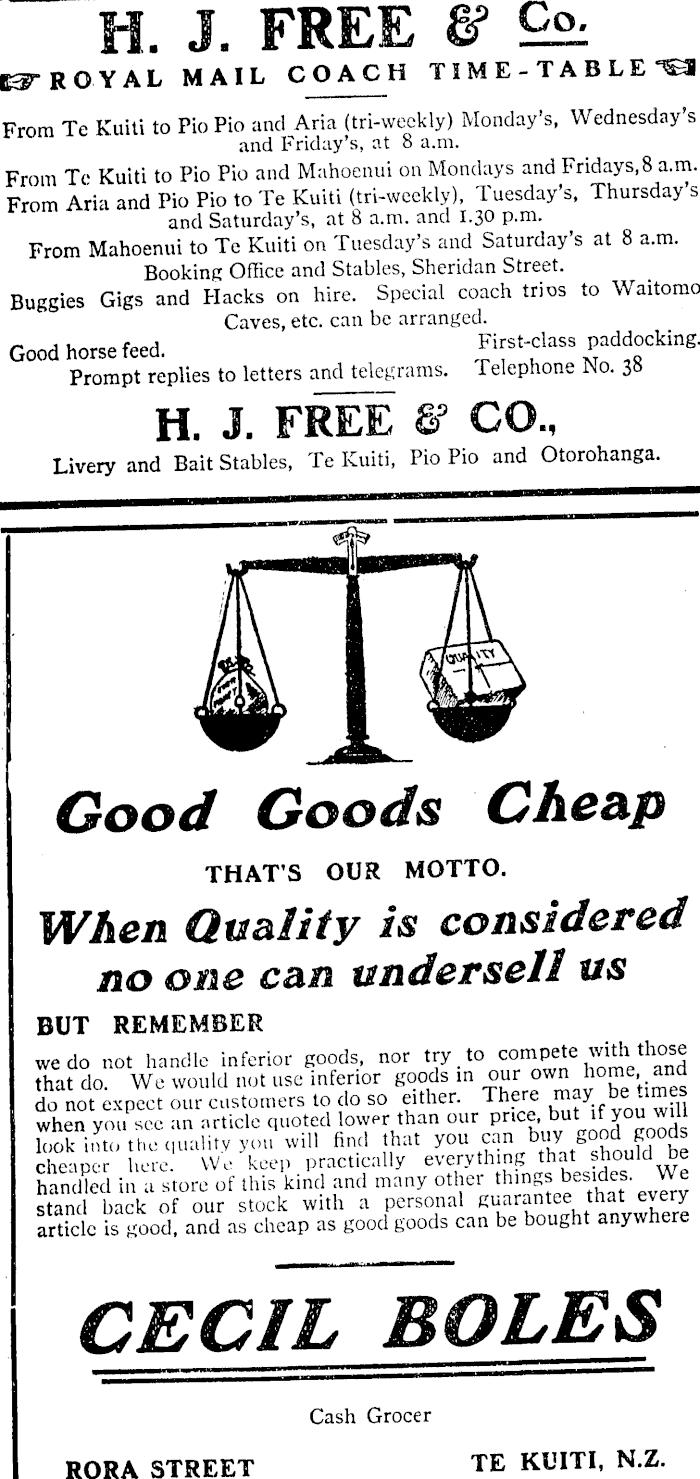 H. J. FREE & Co.
ROYAL MAIL COACH TIME-TABLE
From Te Kuiti to Pio Pio and Aria (tri-weekly) Monday's, Wednesday's
and Friday's, at 8 a.m.
From Te Kuiti to Pio Pio and Mahoenui on Mondays and Fridays, 8 a.m.
From Aria and Pio Pio to Te Kuiti (tri-weekly), Tuesday's, Thursday's
and Saturday's, at 8 a.m. and 1.30 p.m.
From Mahoenui to Te Kuiti on Tuesday's and Saturday's at 8 a.m.
Booking Office and Stables, Sheridan Street.
Buggies Gigs and Hacks on hire. Special coach trips to Waitomo
Caves, etc. can be arranged.
Good horse feed. First-class paddocking.
Prompt replies to letters and telegrams. Telephone No. 38
H. J. FREE & CO.,
Livery and Bait Stables, Te Kuiti, Pio Pio and Otorohanga.
QUALITY
Good Goods Cheap
THAT'S OUR MOTTO.
When Quality is considered
no one can undersell us
BUT REMEMBER
we do not handle inferior goods, nor try to compete with those
that do. We would not use inferior goods in our own home, and
do not expect our customers to do so either. There may be times
when you see an article quoted lower than our price, but if you will
look into the quality you will find that you can buy good goods
cheaper here. We keep practically everything that should be
handled in a store of this kind and many other things besides. We
stand back of our stock with a personal guarantee that every
article is good, and as cheap as good goods can be bought anywhere
CECIL BOLES
Cash Grocer
RORA STREET TE KUITI, N.Z.